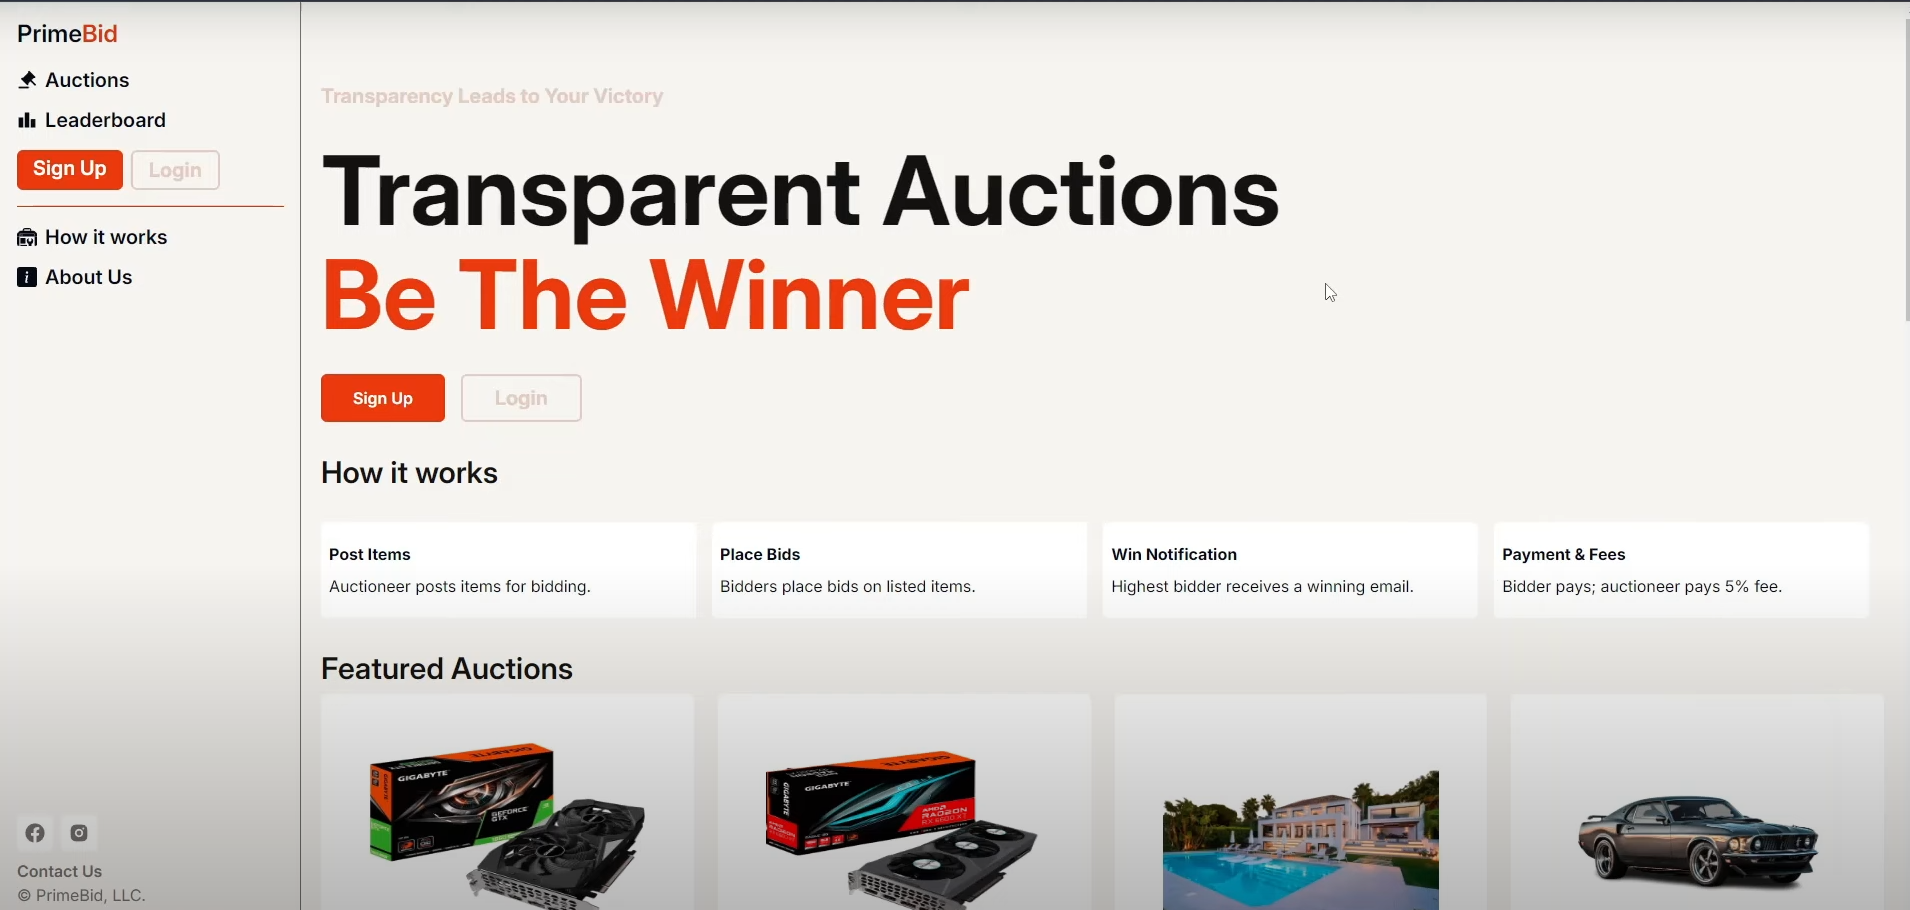 PrimeBid
Auctions
Leaderboard
Sign Up
Login
How it works
About Us
Contact Us
© PrimeBid, LLC.
Transparency Leads to Your Victory
Transparent Auctions
Be The Winner
Sign Up
Login
How it works
Post Items
Auctioneer posts items for bidding.
Place Bids
Bidders place bids on listed items.
Win Notification
Highest bidder receives a winning email.
Payment & Fees
Bidder pays; auctioneer pays 5% fee.
Featured Auctions
GIGABYTE
GIGABYTE
GEFORCE
GTX
GIGABYTE
GIGABYTE
AMD
RADEON